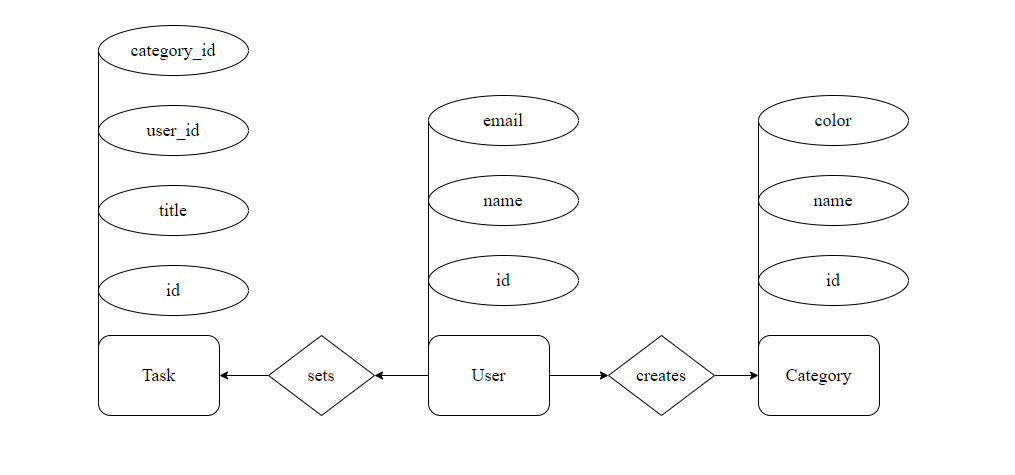 category_id
user_id
title
id
Task
sets
email
name
id
User
creates
color
name
id
Category